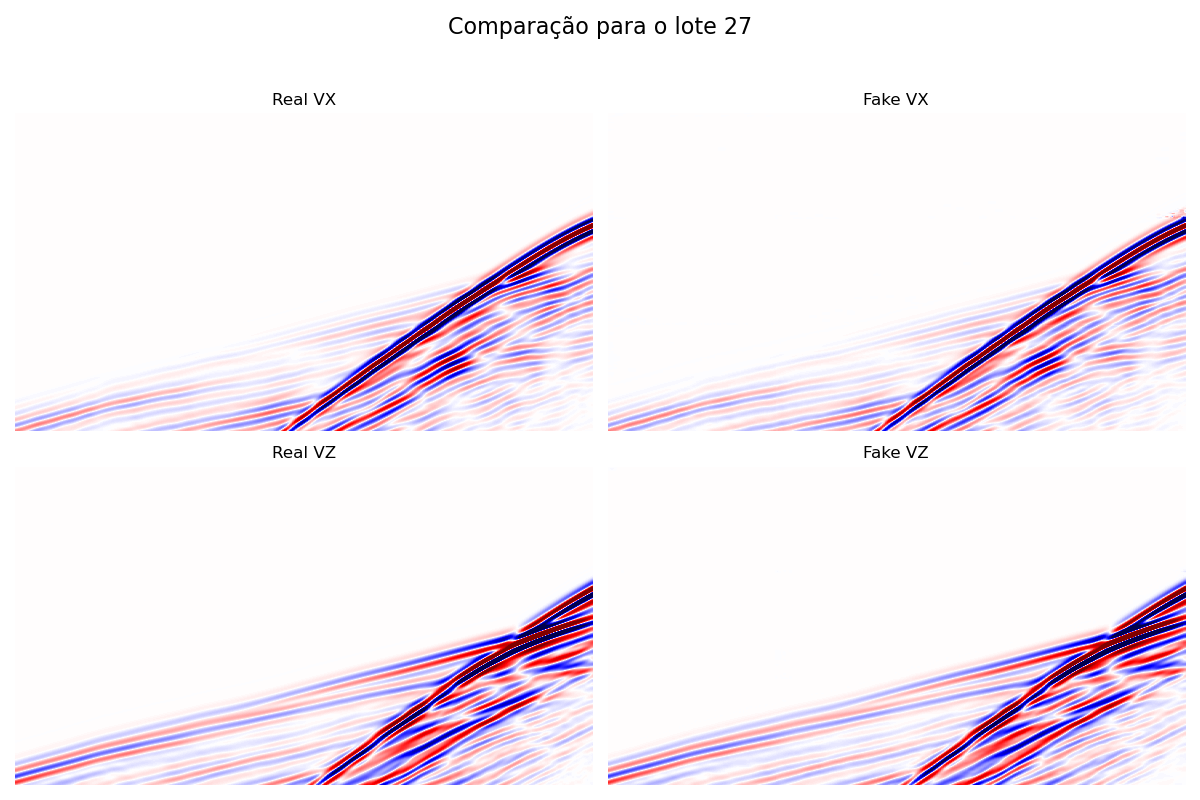 Comparação para o lote 27
Real VX
Fake VX
Real VZ
Fake VZ